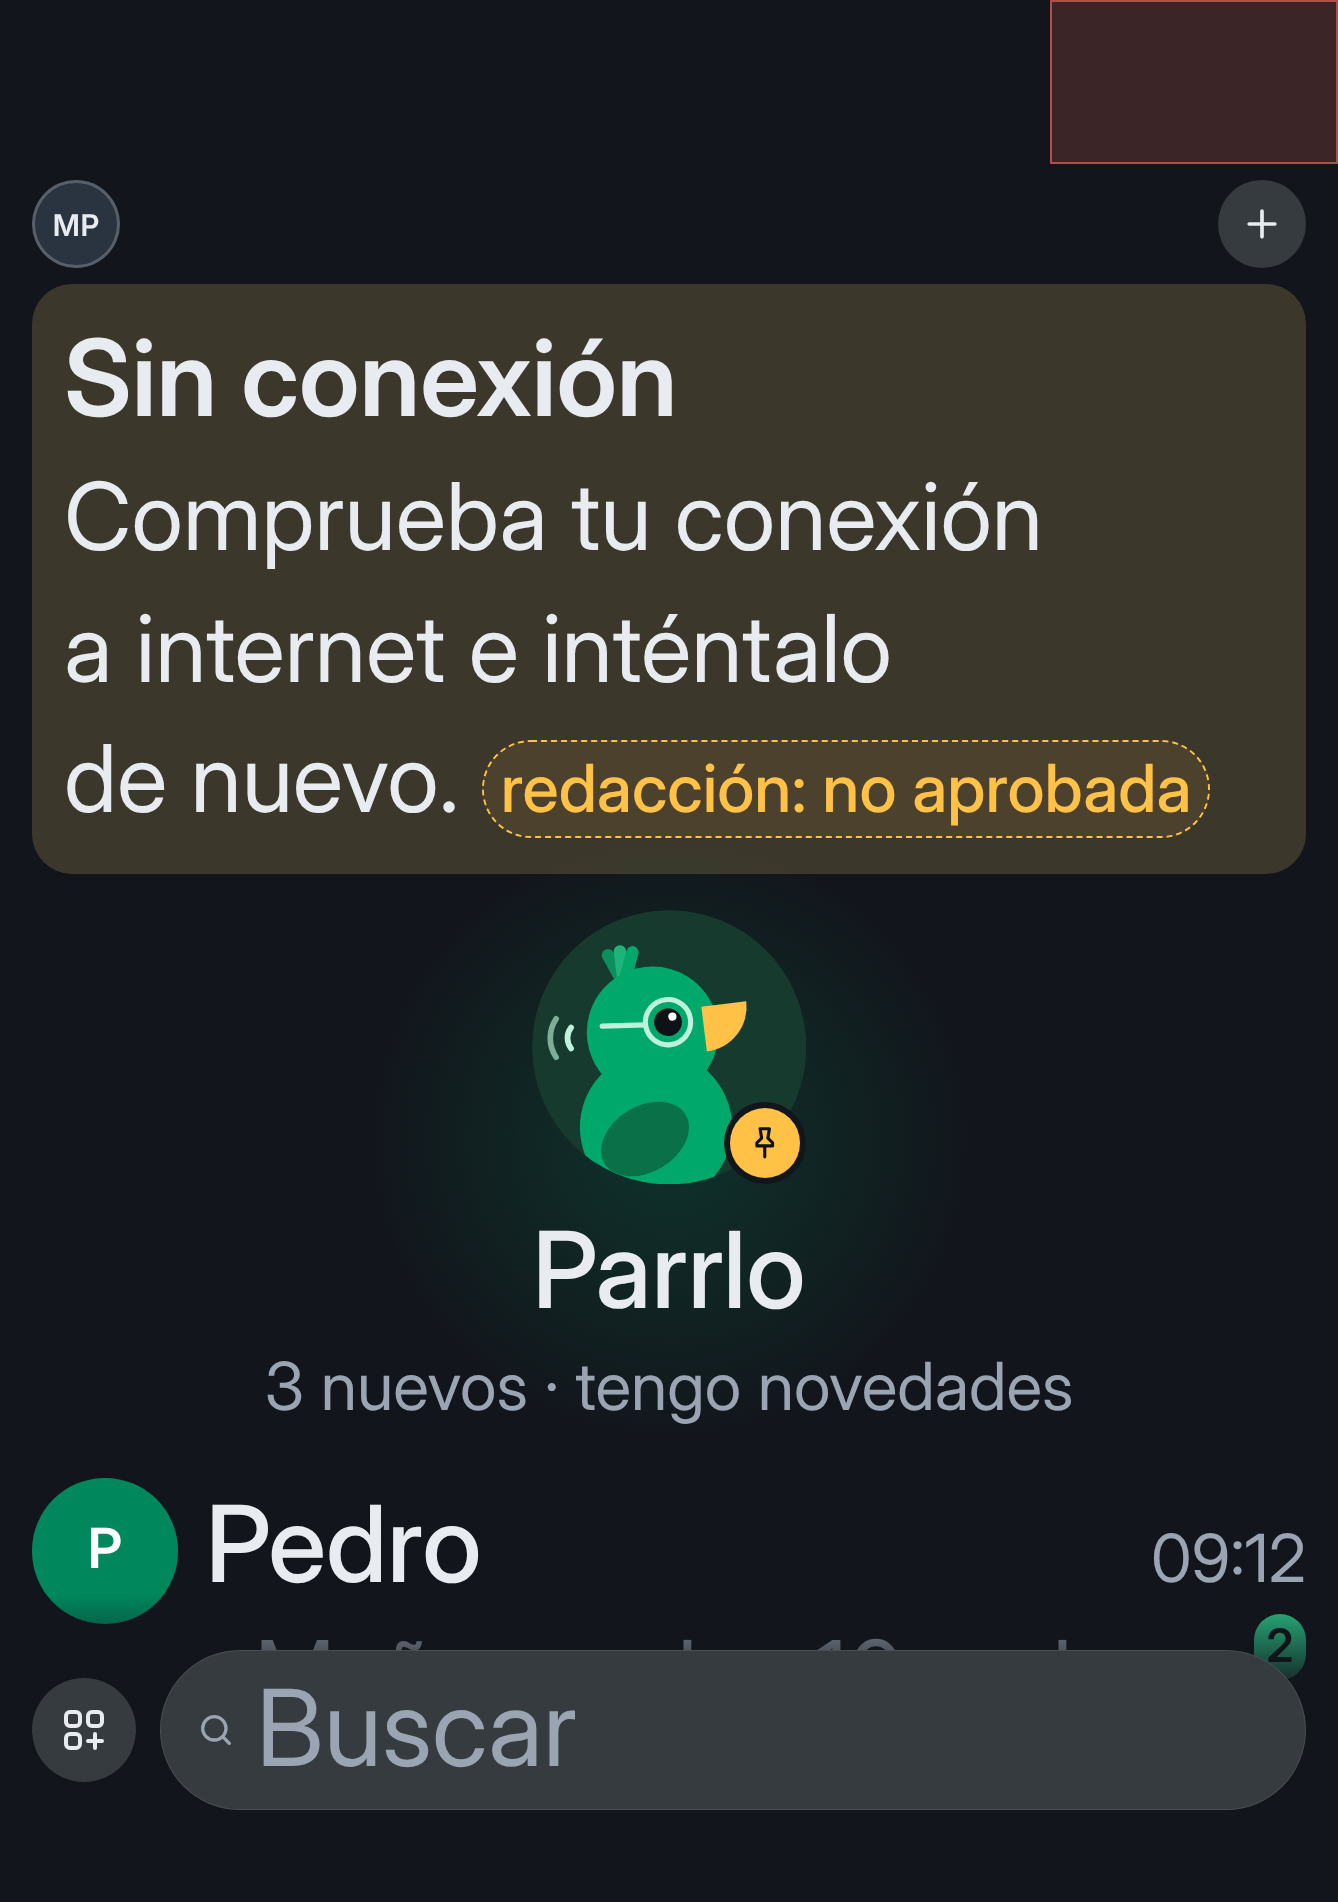 MP
Sin conexión
Comprueba tu conexión
a internet e inténtalo
de nuevo. redacción: no aprobada
Parrlo
3 nuevos · tengo novedades
P Pedro 09:12
2
Buscar